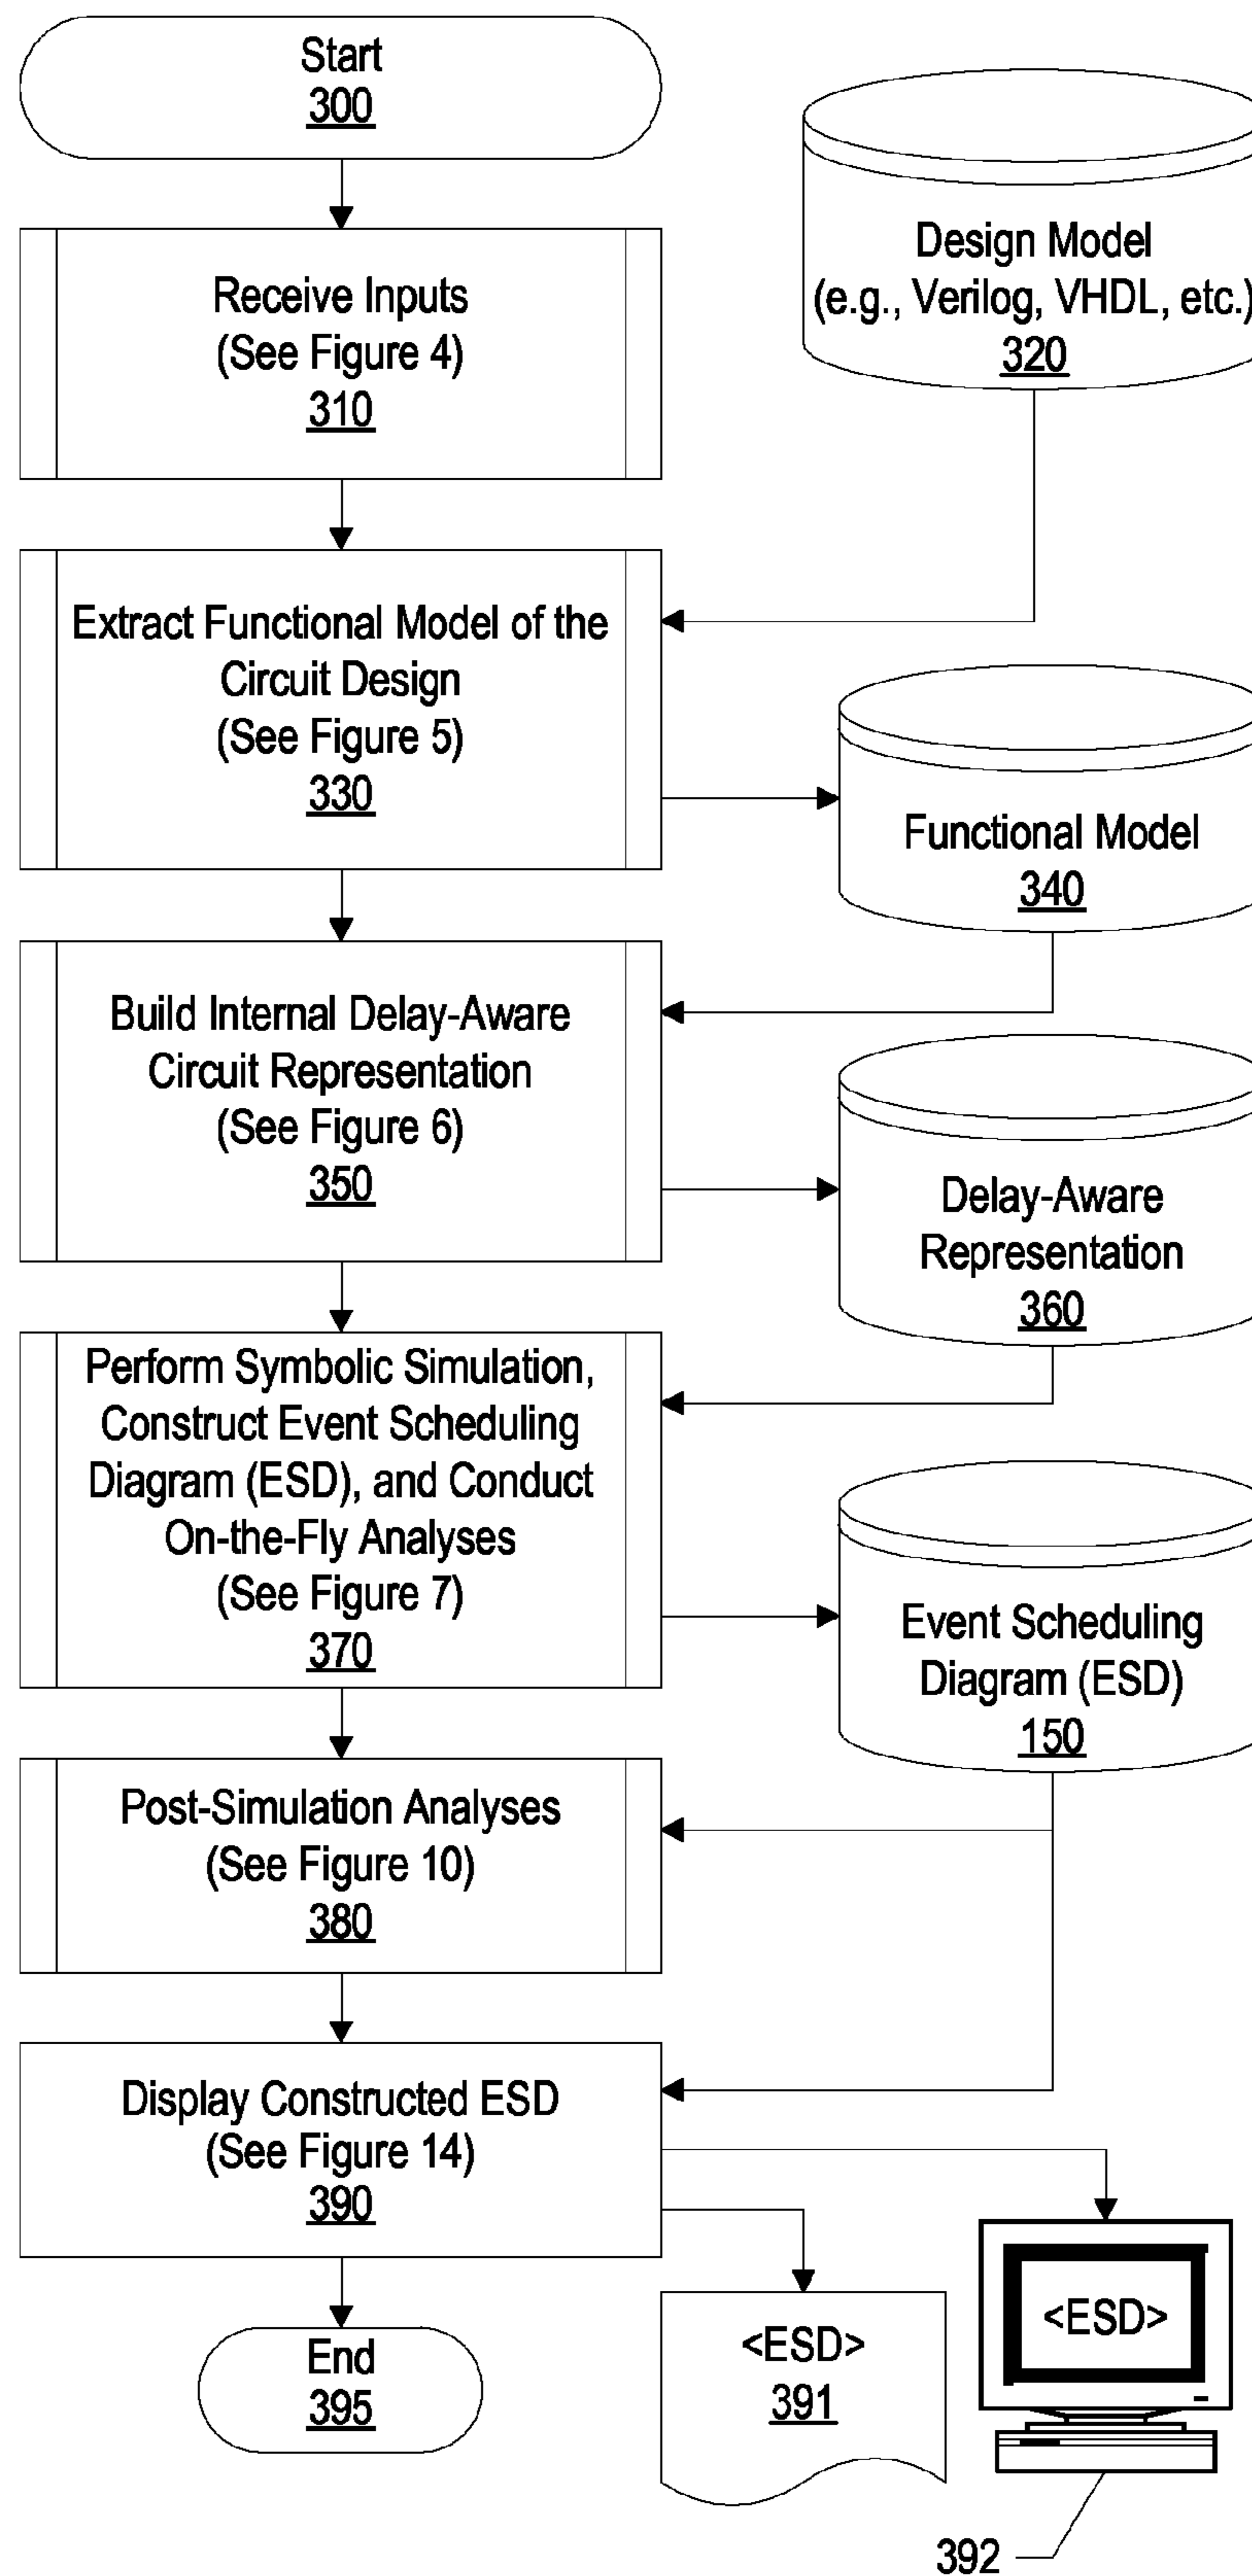 Start
300
Receive Inputs
(See Figure 4)
310
Design Model
(e.g., Verilog, VHDL, etc.)
320
Extract Functional Model of the
Circuit Design
(See Figure 5)
330
Functional Model
340
Build Internal Delay-Aware
Circuit Representation
(See Figure 6)
350
Delay-Aware
Representation
360
Perform Symbolic Simulation,
Construct Event Scheduling
Diagram (ESD), and Conduct
On-the-Fly Analyses
(See Figure 7)
370
Event Scheduling
Diagram (ESD)
150
Post-Simulation Analyses
(See Figure 10)
380
Display Constructed ESD
(See Figure 14)
390
End
395
<ESD>
391
<ESD>
392